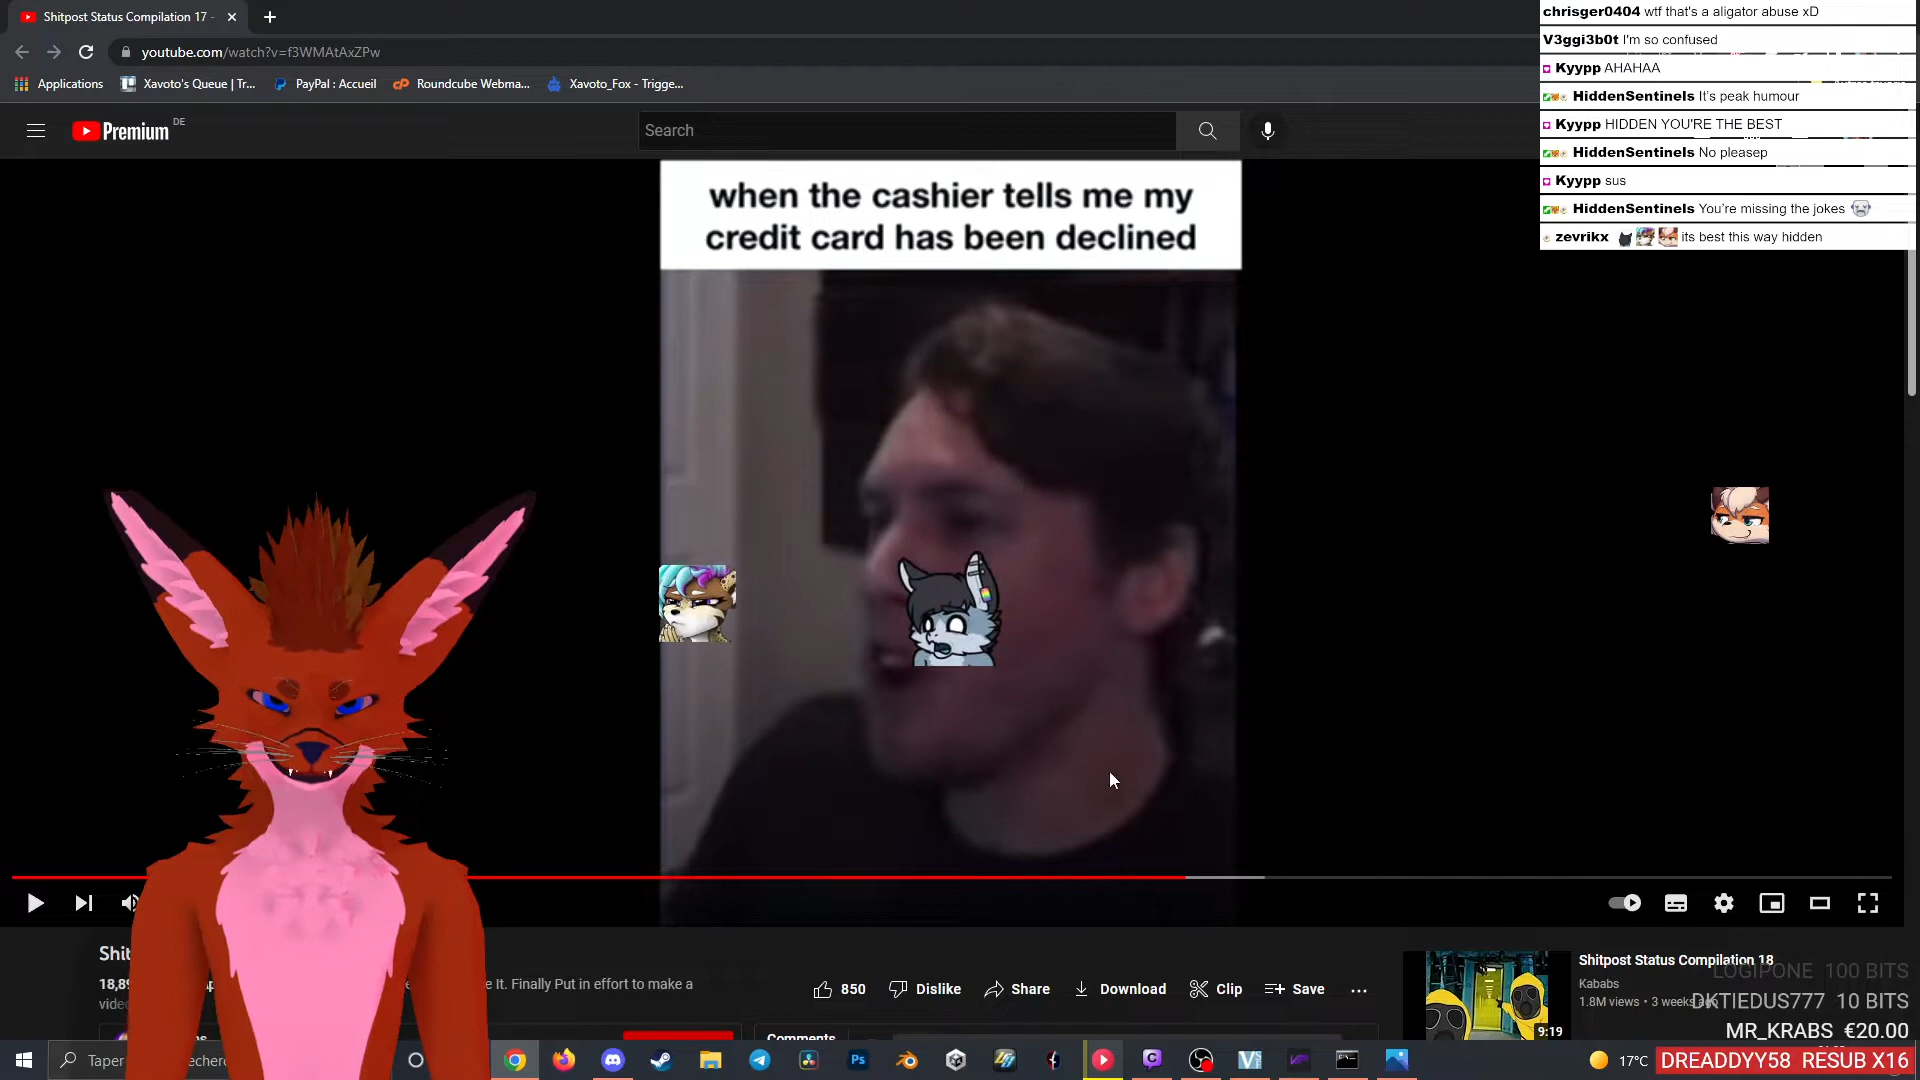 Shitpost Status Compilation 17 -
youtube.com/watch?v=f3WMAtAxZPw
Applications
Xavoto's Queue | Tr...
PayPal : Accueil
Roundcube Webma...
Xavoto_Fox - Trigge...
Premium
DE
Search
when the cashier tells me my
credit card has been declined
chrisger0404 wtf that's a aligator abuse xD
V3ggi3b0t I'm so confused
Kyypp AHAHAA
HiddenSentinels It's peak humour
Kyypp HIDDEN YOU'RE THE BEST
HiddenSentinels No pleasep
Kyypp sus
HiddenSentinels You're missing the jokes
zevrikx its best this way hidden
Shit
18,89
e It. Finally Put in effort to make a
video
850
Dislike
Share
Download
Clip
Save
Comments
Shitpost Status Compilation 18
Kababs
1.8M views • 3 weeks ago
9:19
LOGIPONE 100 BITS
DKTIEDUS777 10 BITS
MR_KRABS €20.00
DREADDYY58 RESUB X16
Taper
echerc
17°C